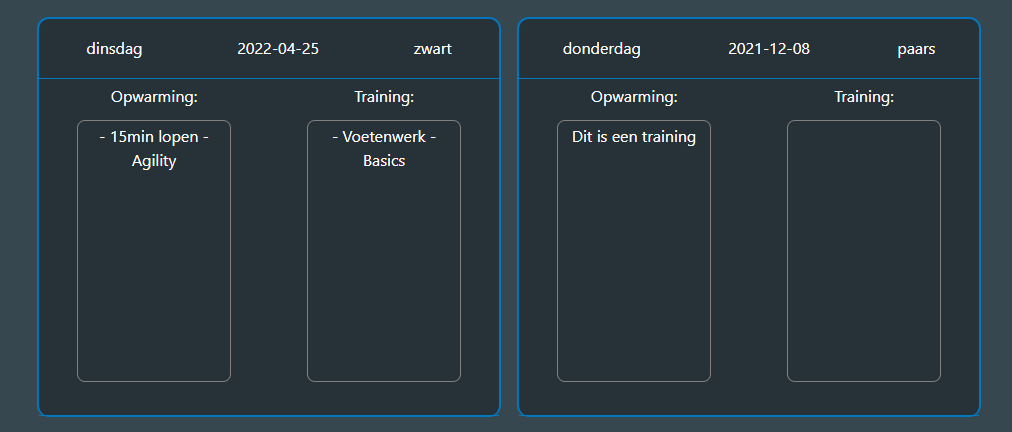 dinsdag 2022-04-25 zwart
Opwarming: Training:
- 15min lopen -
Agility
- Voetenwerk -
Basics
donderdag 2021-12-08 paars
Opwarming: Training:
Dit is een training